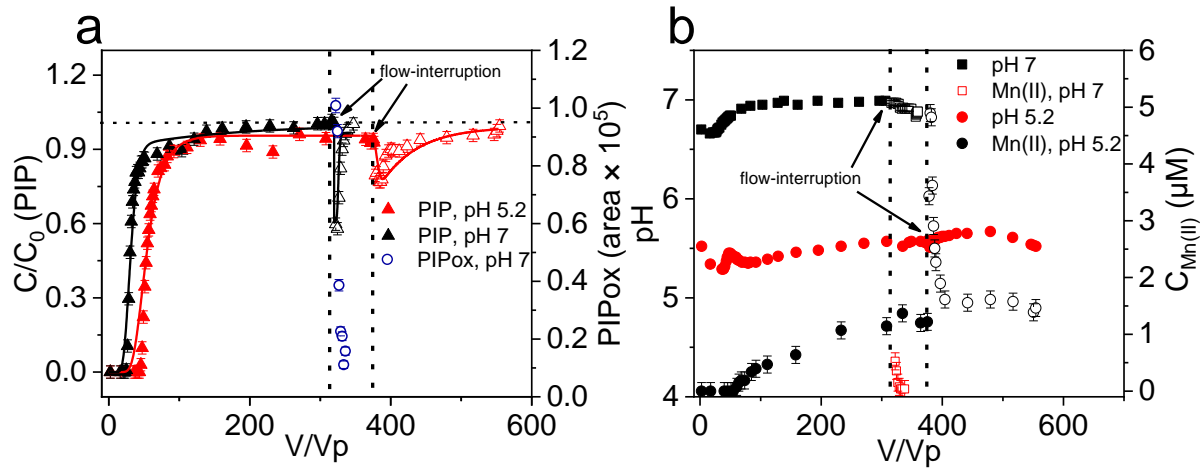 a
C/C0 (PIP)
1.2
0.9
0.6
0.3
0.0
0
200
400
600
V/Vp
flow-interruption
PIP, pH 5.2
PIP, pH 7
PIPox, pH 7
1.2
1.0
0.8
0.6
0.4
0.2
0.0
PIPox (area × 10^5)
b
pH
7
6
5
4
0
200
400
600
V/Vp
pH 7
Mn(II), pH 7
pH 5.2
Mn(II), pH 5.2
flow-interruption
6
5
4
3
2
1
0
CMn(II) (µM)